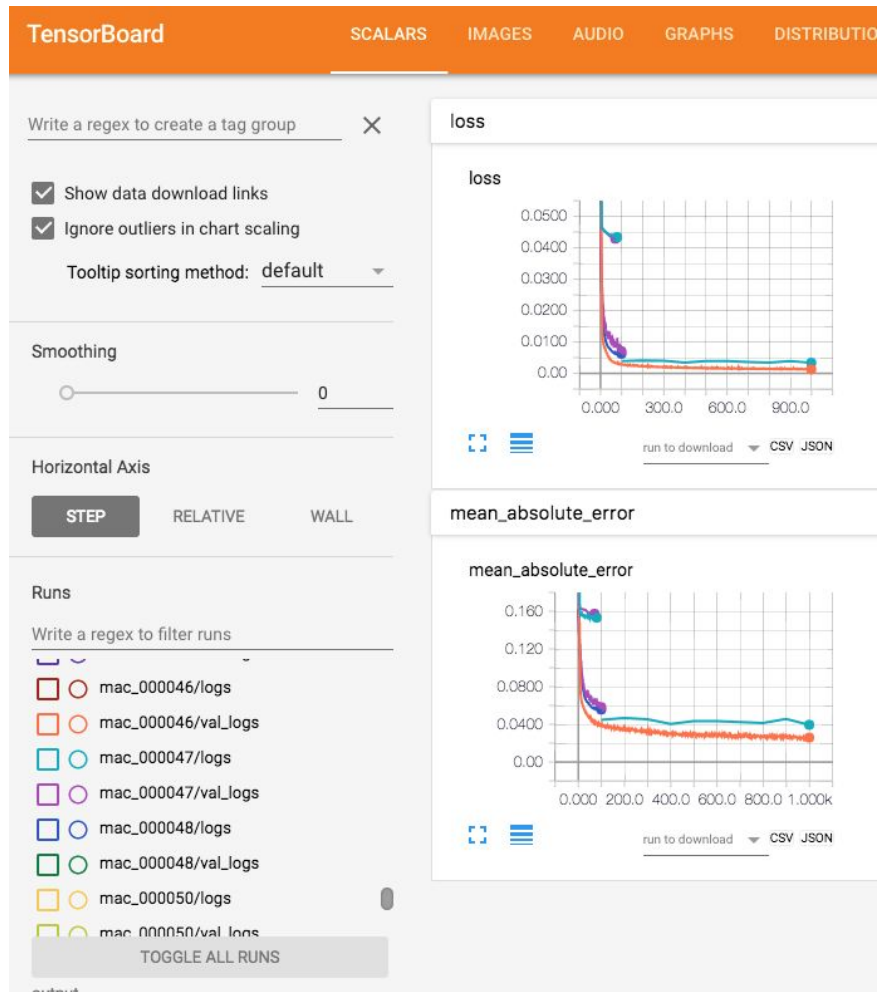 TensorBoard
SCALARS IMAGES AUDIO GRAPHS DISTRIBUTIO
Write a regex to create a tag group
Show data download links
Ignore outliers in chart scaling
Tooltip sorting method: default
Smoothing
0
Horizontal Axis
STEP RELATIVE WALL
Runs
Write a regex to filter runs
mac_000046/logs
mac_000046/val_logs
mac_000047/logs
mac_000047/val_logs
mac_000048/logs
mac_000048/val_logs
mac_000050/logs
mac_000050/val_logs
TOGGLE ALL RUNS
loss
loss
0.0500
0.0400
0.0300
0.0200
0.0100
0.00
0.000 300.0 600.0 900.0
run to download CSV JSON
mean_absolute_error
mean_absolute_error
0.160
0.120
0.0800
0.0400
0.00
0.000 200.0 400.0 600.0 800.0 1.000k
run to download CSV JSON